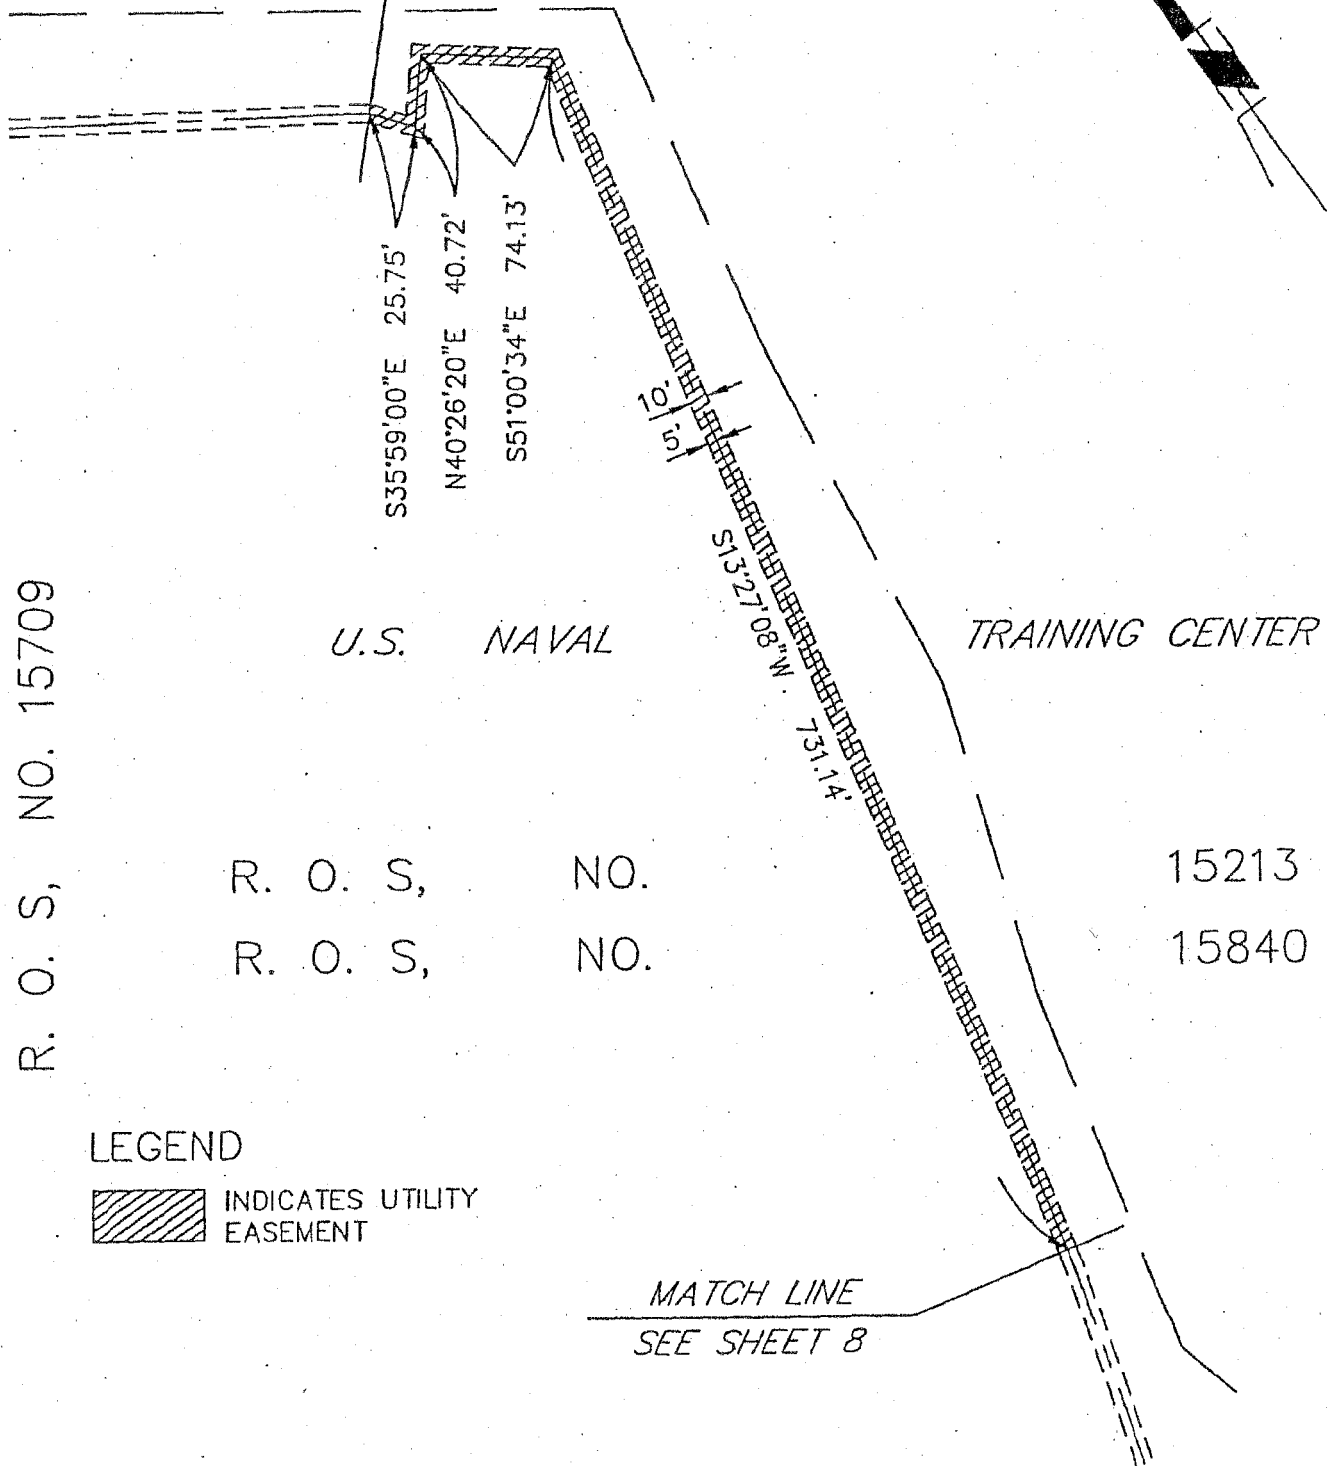 S35°59'00"E 25.75'
N40°26'20"E 40.72'
S51°00'34"E 74.13'
10'
5'
S13°27'08"W. 731.14'
R. O. S, NO. 15709
U.S. NAVAL TRAINING CENTER
R. O. S, NO. 15213
R. O. S, NO. 15840
LEGEND
INDICATES UTILITY
EASEMENT
MATCH LINE
SEE SHEET 8